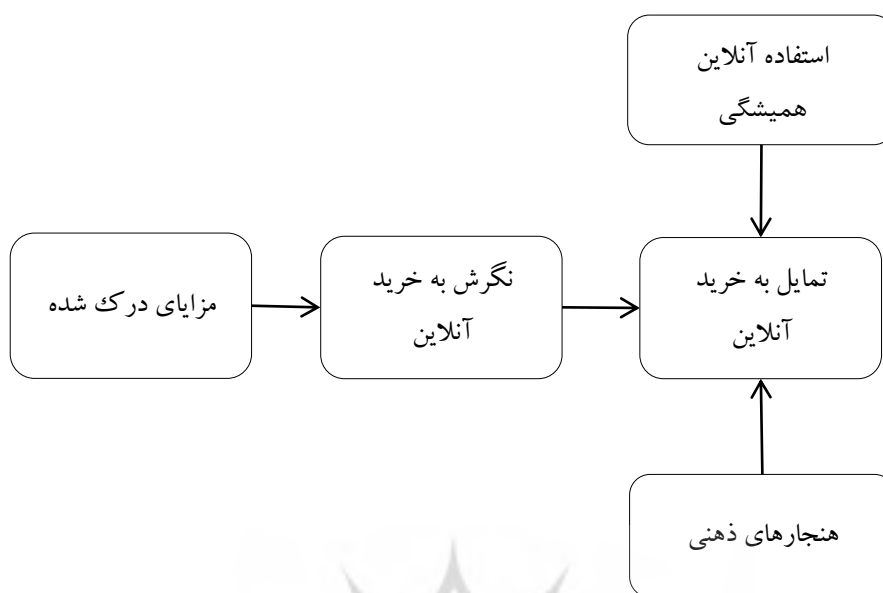 استفاده آنلاین
همیشگی
مزایای درک شده
نگرش به خرید
آنلاین
تمایل به خرید
آنلاین
هنجارهای ذهنی